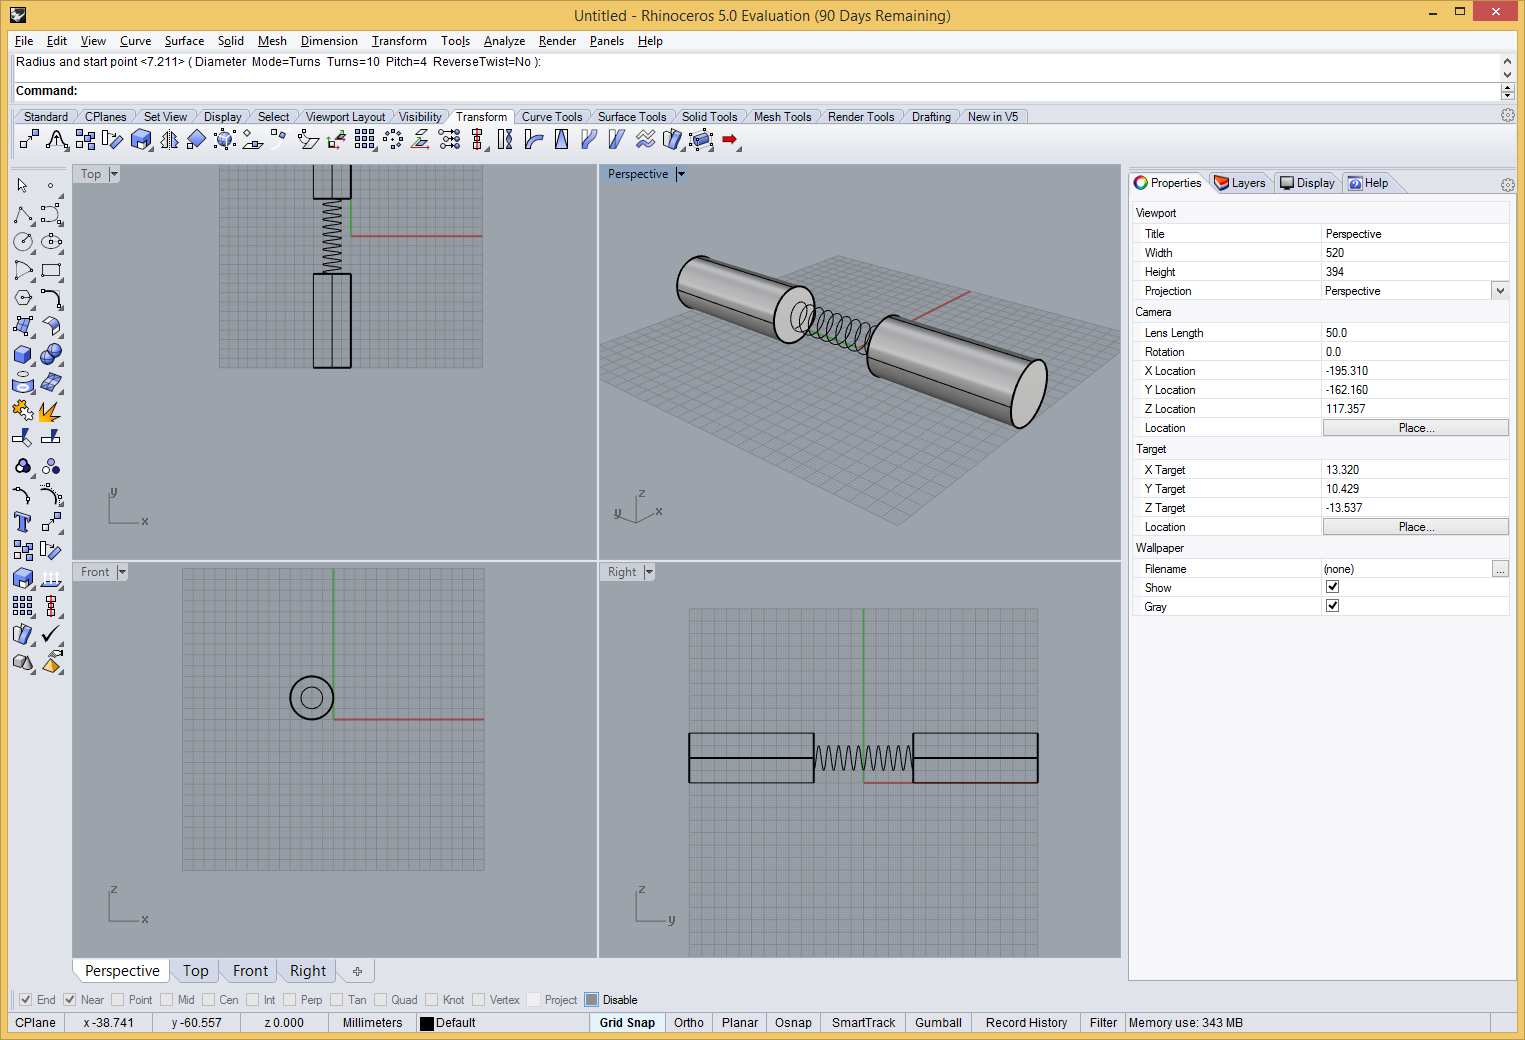 Untitled - Rhinoceros 5.0 Evaluation (90 Days Remaining)
File Edit View Curve Surface Solid Mesh Dimension Transform Tools Analyze Render Panels Help
Radius and start point <7.211> ( Diameter Mode=Turns Turns=10 Pitch=4 ReverseTwist=No ):
Command:
Standard CPlanes Set View Display Select Viewport Layout Visibility Transform Curve Tools Surface Tools Solid Tools Mesh Tools Render Tools Drafting New in V5
Top
y
x
Perspective
z
y
x
Front
z
x
Right
z
y
Properties Layers Display Help
Viewport
Title Perspective
Width 520
Height 394
Projection Perspective
Camera
Lens Length 50.0
Rotation 0.0
X Location -195.310
Y Location -162.160
Z Location 117.357
Location Place...
Target
X Target 13.320
Y Target 10.429
Z Target -13.537
Location Place...
Wallpaper
Filename (none) ...
Show
Gray
Perspective Top Front Right
End Near Point Mid Cen Int Perp Tan Quad Knot Vertex Project Disable
CPlane x -38.741 y -60.557 z 0.000 Millimeters Default Grid Snap Ortho Planar Osnap SmartTrack Gumball Record History Filter Memory use: 343 MB